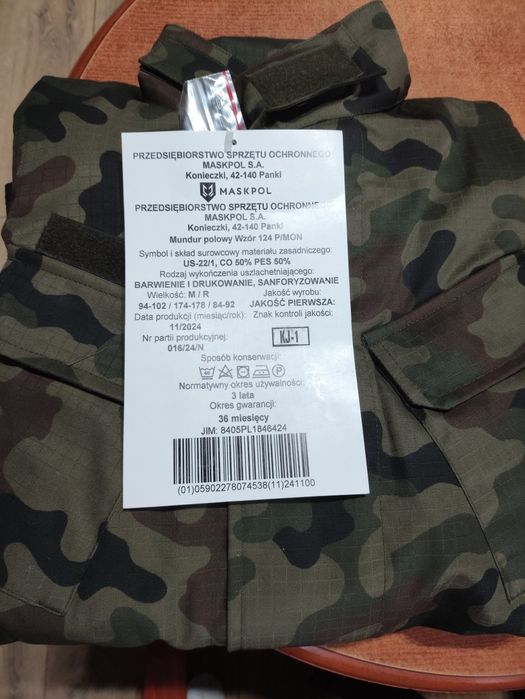 PRZEDSIĘBIORSTWO SPRZĘTU OCHRONNEGO
MASKPOL S.A.
Konieczki, 42-140 Panki
MASKPOL
PRZEDSIĘBIORSTWO SPRZĘTU OCHRONNEGO
MASKPOL S.A.
Konieczki, 42-140 Panki
Mundur polowy Wzór 124 P/MON
Symbol i skład surowcowy materiału zasadniczego:
US-22/1, CO 50% PES 50%
Rodzaj wykończenia uszlachetniającego:
BARWIENIE I DRUKOWANIE, SANFORYZOWANIE
Wielkość: M / R Jakość wyrobu:
94-102 / 174-178 / 84-92 JAKOŚĆ PIERWSZA:
Data produkcji (miesiąc/rok): Znak kontroli jakości:
11/2024
Nr partii produkcyjnej: KJ-1
016/24/N
Sposób konserwacji:
Normatywny okres używalności:
3 lata
Okres gwarancji:
36 miesięcy
JIM: 8405PL1846424
(01)05902278074538(11)241100